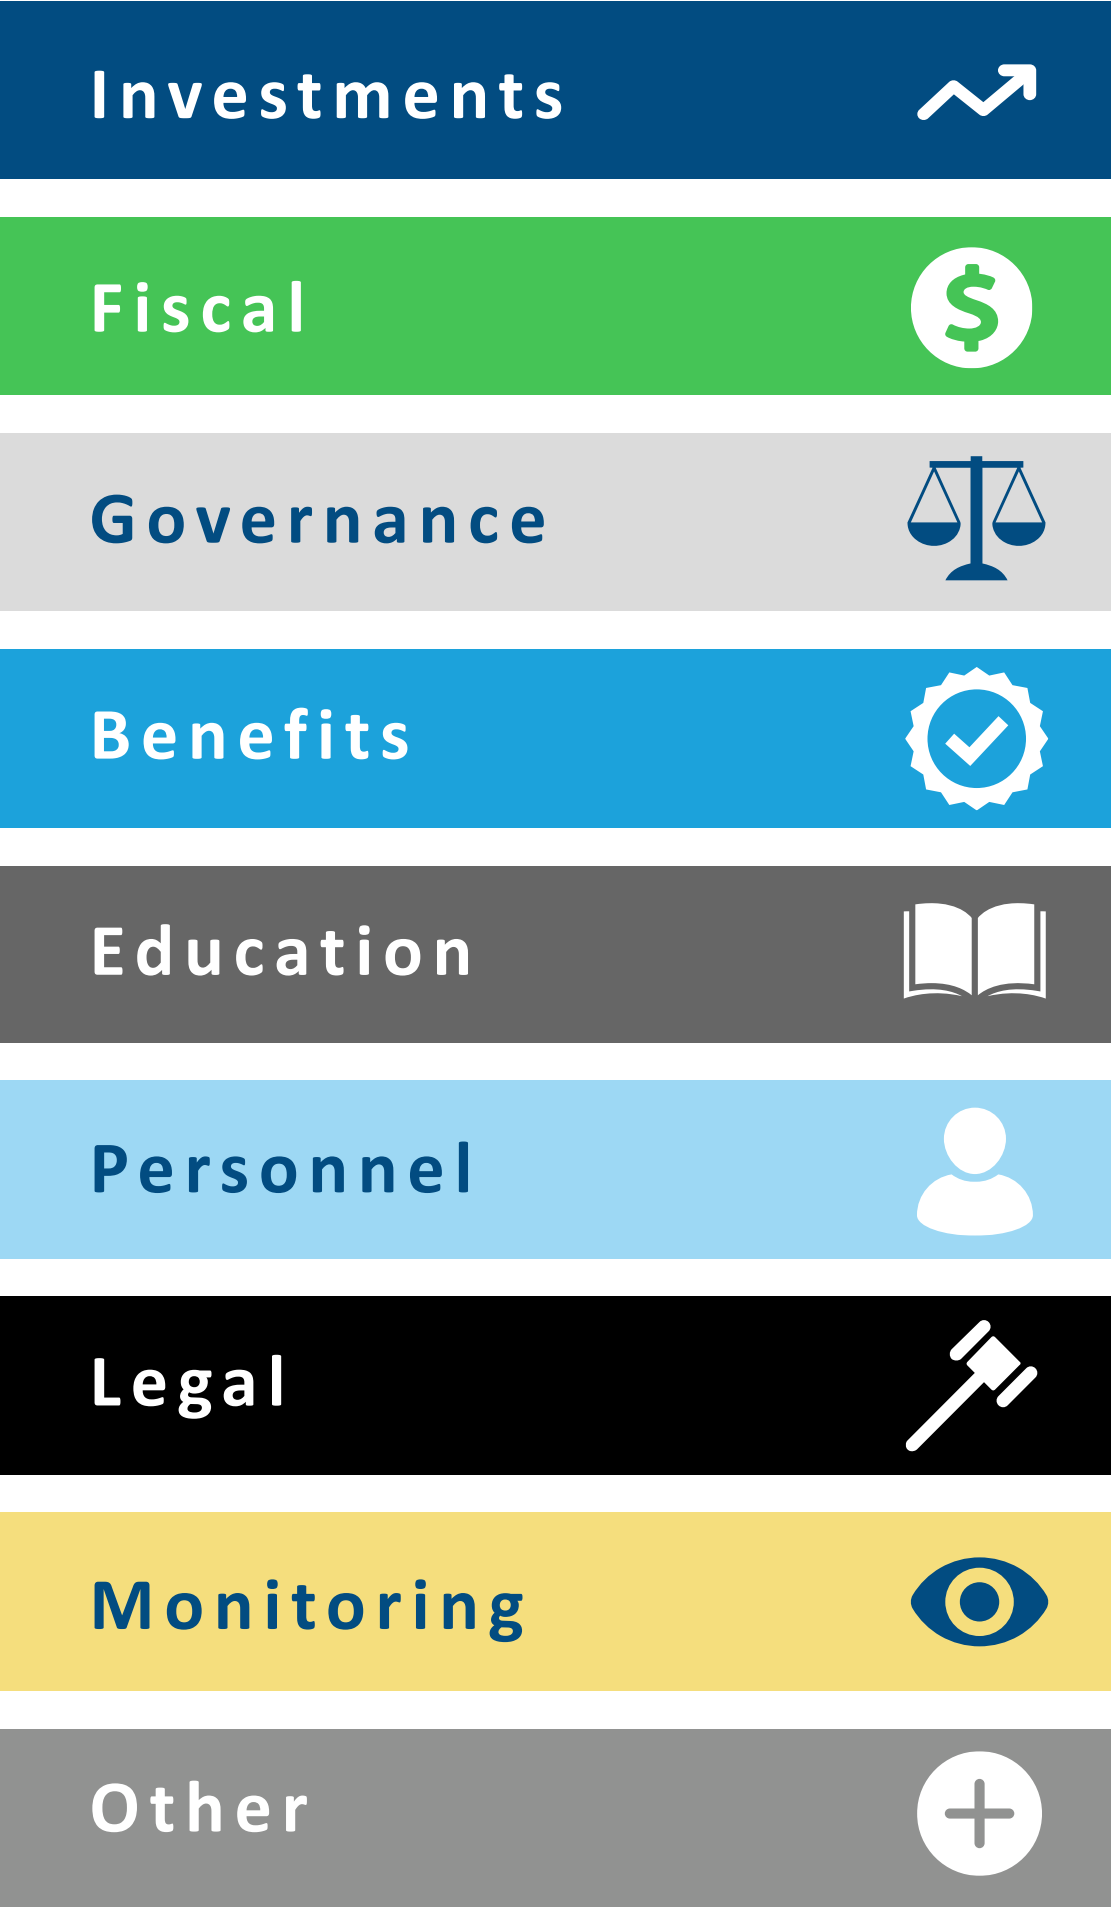 Investments
Fiscal
$
Governance
Benefits
Education
Personnel
Legal
Monitoring
Other